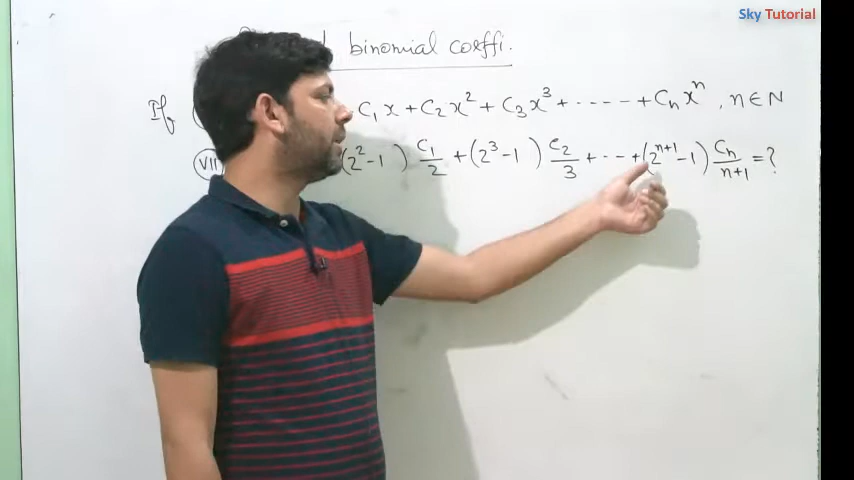 Sky Tutorial
binomial coeffi.
If C₁x + C₂x² + C₃x³ + ----- + Cₙxⁿ , n ∈ N
VII (2² - 1) C₁/2 + (2³ - 1) C₂/3 + --- + (2ⁿ⁺¹ - 1) Cₙ/n+1 = ?